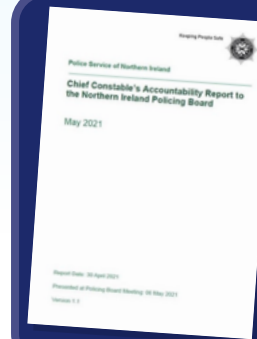 Keeping People Safe
Police Service of Northern Ireland
Chief Constable's Accountability Report to
the Northern Ireland Policing Board
May 2021
Report Date: 30 April 2021
Presented at Policing Board Meeting: 06 May 2021
Version 1.1